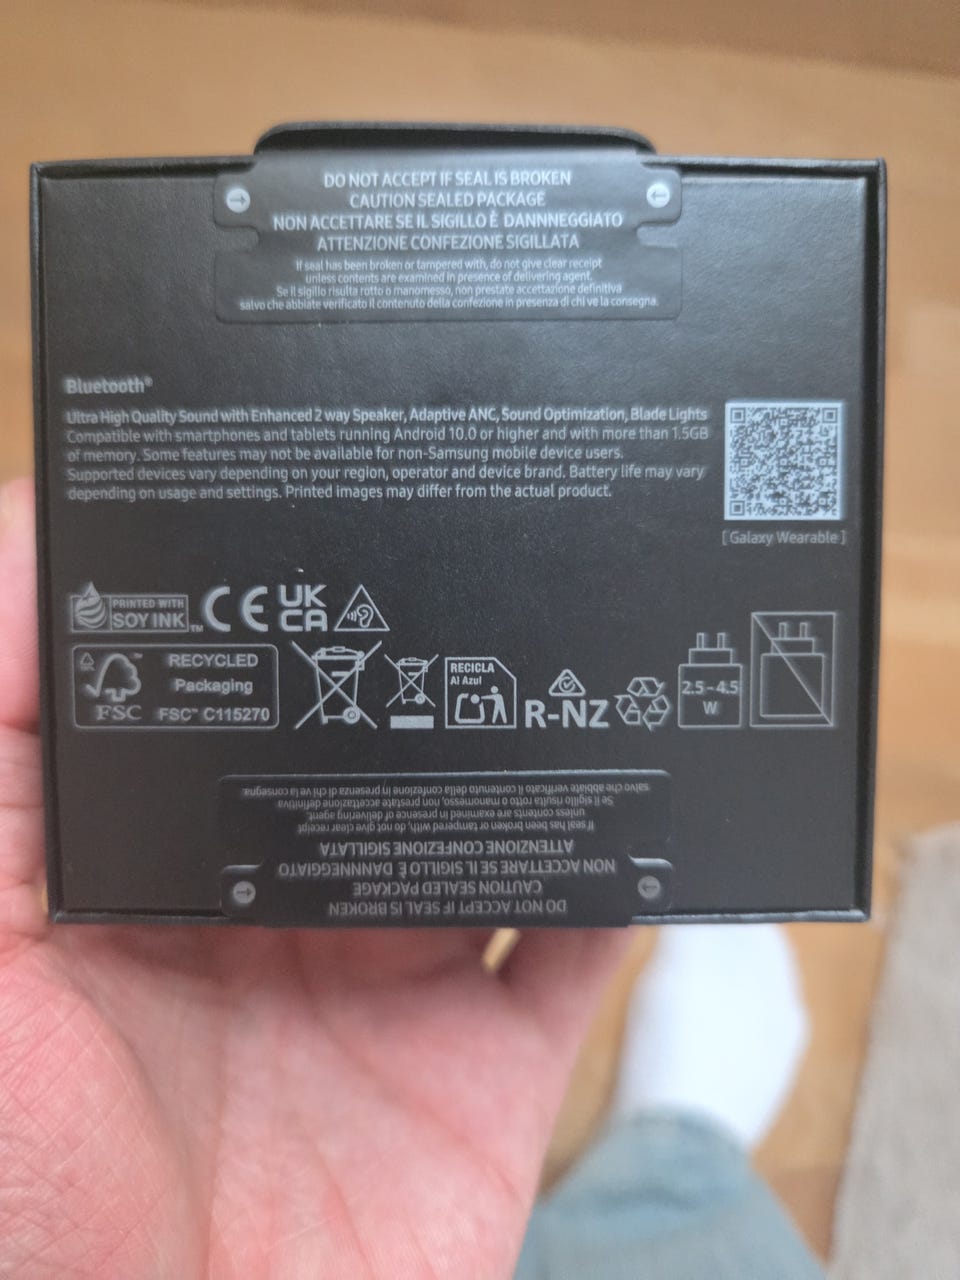 DO NOT ACCEPT IF SEAL IS BROKEN
CAUTION SEALED PACKAGE
NON ACCETTARE SE IL SIGILLO È DANNNEGGIATO
ATTENZIONE CONFEZIONE SIGILLATA
If seal has been broken or tampered with, do not give clear receipt
unless contents are examined in presence of delivering agent.
Se il sigillo risulta rotto o manomesso, non prestate accettazione definitiva
salvo che abbiate verificato il contenuto della confezione in presenza di chi ve la consegna.
Bluetooth®
Ultra High Quality Sound with Enhanced 2 way Speaker, Adaptive ANC, Sound Optimization, Blade Lights
Compatible with smartphones and tablets running Android 10.0 or higher and with more than 1.5GB
of memory. Some features may not be available for non-Samsung mobile device users.
Supported devices vary depending on your region, operator and device brand. Battery life may vary
depending on usage and settings. Printed images may differ from the actual product.
[ Galaxy Wearable ]
PRINTED WITH
SOY INK™
CE
UK
CA
RECYCLED
Packaging
FSC™ C115270
FSC
RECICLA
Al Azul
R-NZ
2.5 - 4.5
W
salvo che abbiate verificato il contenuto della confezione in presenza di chi ve la consegna.
Se il sigillo risulta rotto o manomesso, non prestate accettazione definitiva
unless contents are examined in presence of delivering agent.
If seal has been broken or tampered with, do not give clear receipt
ATTENZIONE CONFEZIONE SIGILLATA
NON ACCETTARE SE IL SIGILLO È DANNNEGGIATO
CAUTION SEALED PACKAGE
DO NOT ACCEPT IF SEAL IS BROKEN